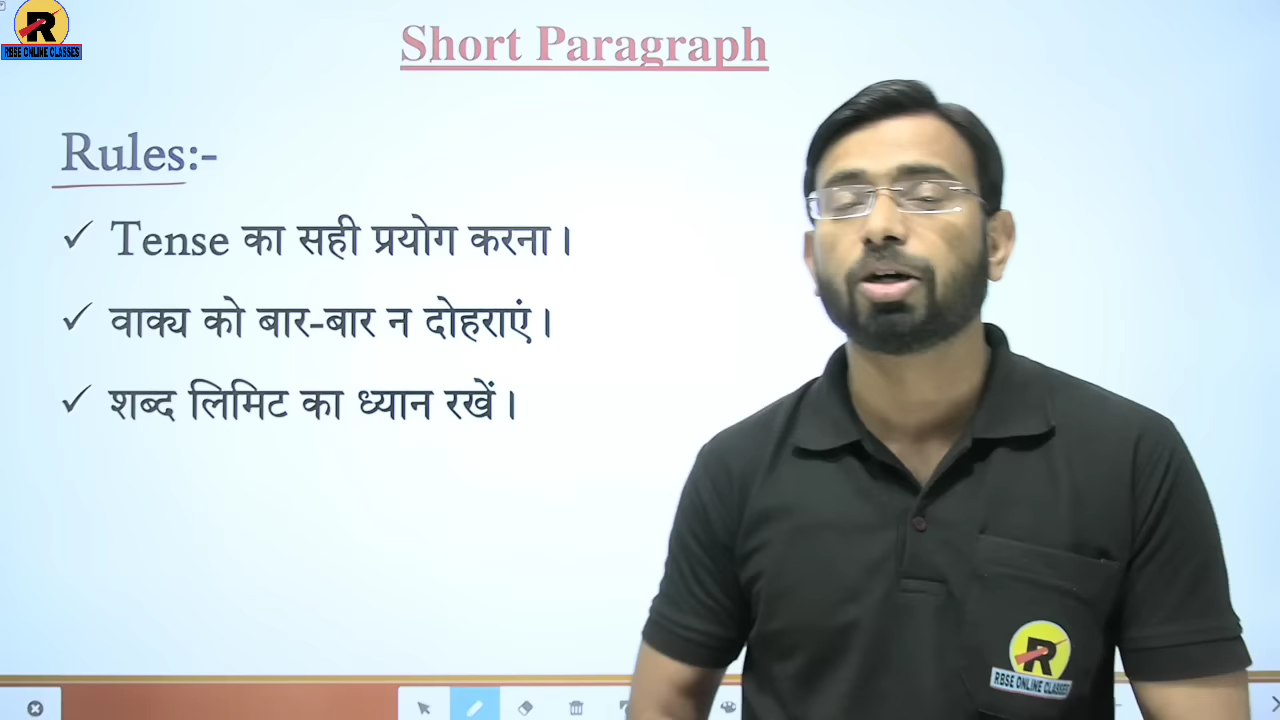 R
RBSE ONLINE CLASSES
Short Paragraph
Rules:-
✓ Tense का सही प्रयोग करना।
✓ वाक्य को बार-बार न दोहराएं।
✓ शब्द लिमिट का ध्यान रखें।
R
RBSE ONLINE CLASSES